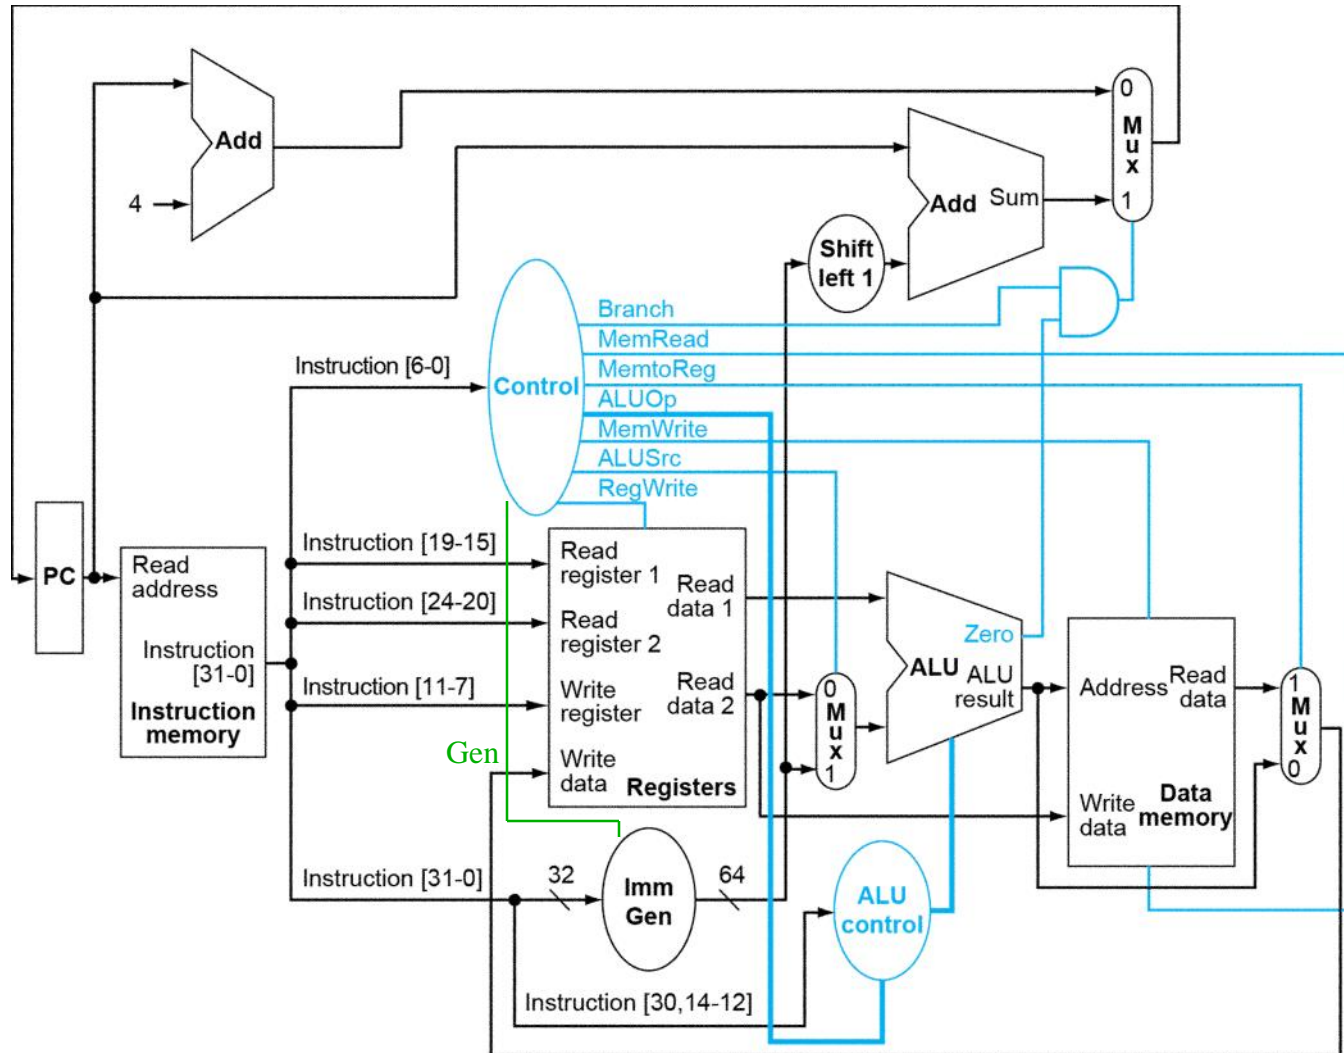 Add
4
0
Mux
1
Add
Sum
Shift
left 1
Branch
MemRead
MemtoReg
ALUOp
MemWrite
ALUSrc
RegWrite
Control
Instruction [6-0]
Instruction [19-15]
Instruction [24-20]
Instruction [11-7]
Instruction [31-0]
Instruction [30,14-12]
PC
Read
address
Instruction
[31-0]
Instruction
memory
Read
register 1
Read
register 2
Write
register
Write
data
Read
data 1
Read
data 2
Registers
Gen
32
Imm
Gen
64
0
Mux
1
Zero
ALU
ALU
result
ALU
control
Address
Read
data
Write
data
Data
memory
1
Mux
0